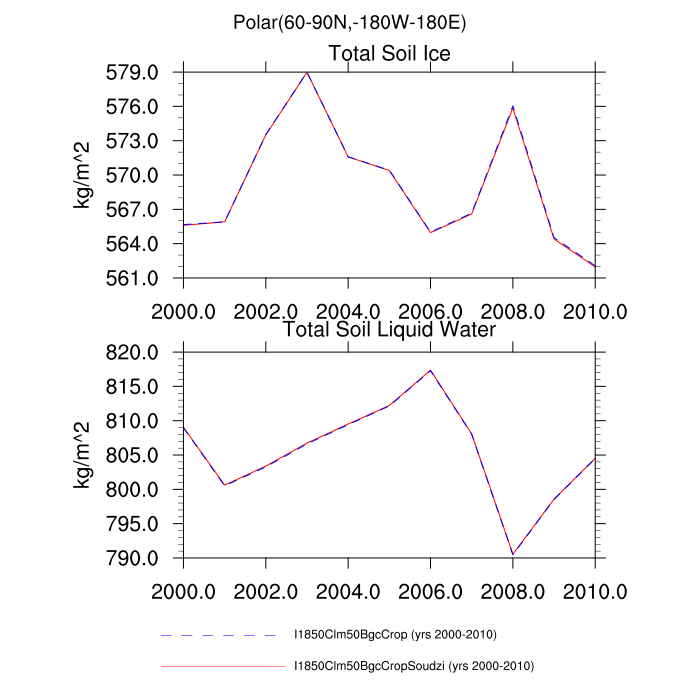 Polar(60-90N,-180W-180E)
Total Soil Ice
579.0
576.0
573.0
570.0
567.0
564.0
561.0
kg/m^2
2000.0 2002.0 2004.0 2006.0 2008.0 2010.0
Total Soil Liquid Water
820.0
815.0
810.0
805.0
800.0
795.0
790.0
kg/m^2
2000.0 2002.0 2004.0 2006.0 2008.0 2010.0
I1850Clm50BgcCrop (yrs 2000-2010)
I1850Clm50BgcCropSoudzi (yrs 2000-2010)